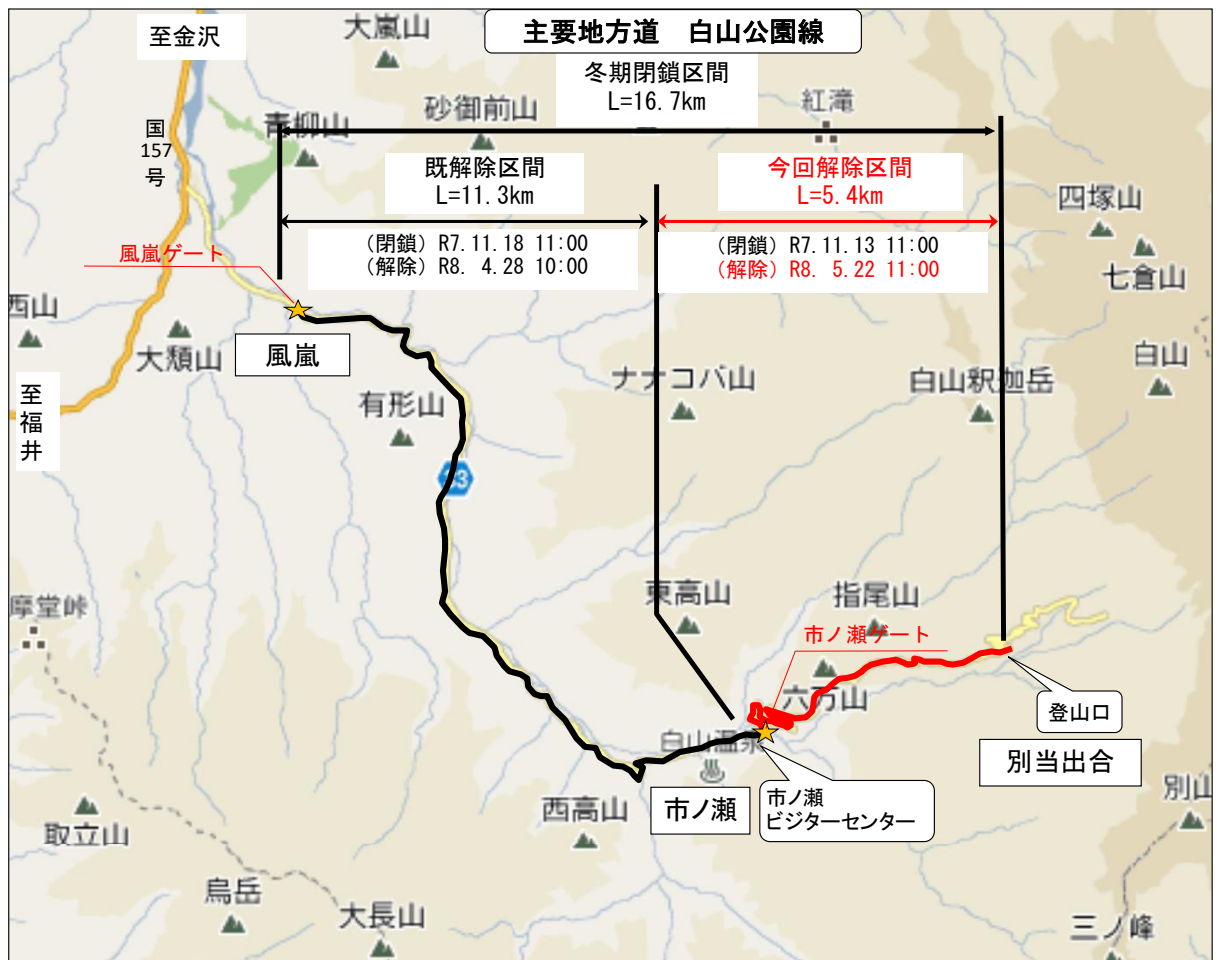 主要地方道　白山公園線
至金沢
大嵐山
冬期閉鎖区間
L=16.7km
砂御前山
紅滝
国
157
号
青柳山
既解除区間
L=11.3km
今回解除区間
L=5.4km
四塚山
七倉山
(閉鎖) R7.11.18 11:00
(解除) R8. 4.28 10:00
(閉鎖) R7.11.13 11:00
(解除) R8. 5.22 11:00
風嵐ゲート
西山
大頽山
風嵐
白山
至
福
井
有形山
ナナコバ山
白山釈迦岳
33
東高山
指尾山
摩堂峠
市ノ瀬ゲート
六万山
登山口
白山温泉
別当出合
市ノ瀬
市ノ瀬
ビジターセンター
西高山
別山
取立山
烏岳
大長山
三ノ峰